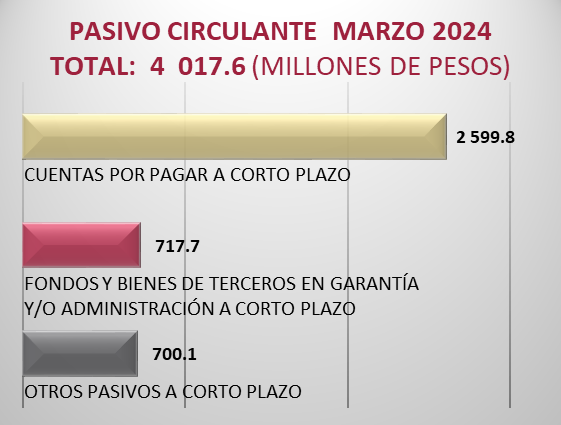 PASIVO CIRCULANTE  MARZO 2024
TOTAL:  4  017.6 (MILLONES DE PESOS)
2 599.8
CUENTAS POR PAGAR A CORTO PLAZO
717.7
FONDOS Y BIENES DE TERCEROS EN GARANTÍA
Y/O ADMINISTRACIÓN A CORTO PLAZO
700.1
OTROS PASIVOS A CORTO PLAZO